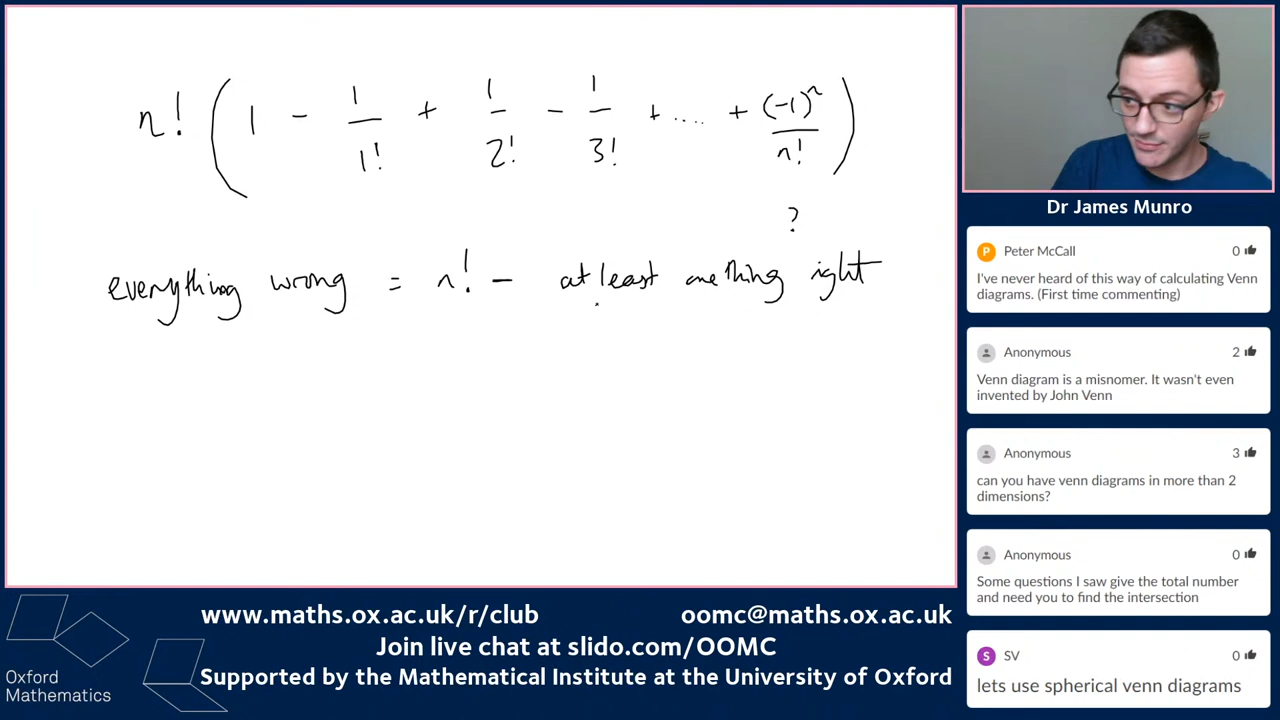 n! ( 1 - 1/1! + 1/2! - 1/3! + .... + (-1)^n/n! )
?
everything wrong = n! - at least one thing right
Dr James Munro
P Peter McCall 0
I've never heard of this way of calculating Venn
diagrams. (First time commenting)
Anonymous 2
Venn diagram is a misnomer. It wasn't even
invented by John Venn
Anonymous 3
can you have venn diagrams in more than 2
dimensions?
Anonymous 0
Some questions I saw give the total number
and need you to find the intersection
S SV 0
lets use spherical venn diagrams
Oxford
Mathematics
www.maths.ox.ac.uk/r/club oomc@maths.ox.ac.uk
Join live chat at slido.com/OOMC
Supported by the Mathematical Institute at the University of Oxford